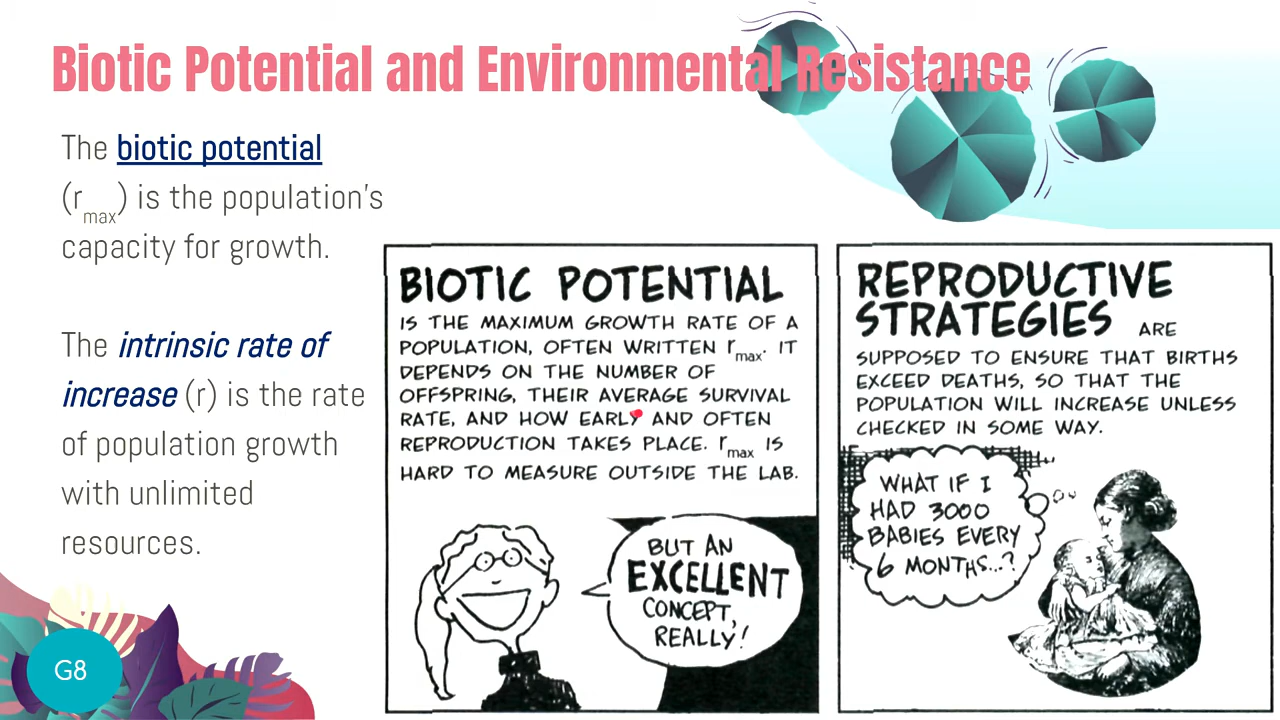 Biotic Potential and Environmental Resistance
The biotic potential
(rmax) is the population's
capacity for growth.
The intrinsic rate of
increase (r) is the rate
of population growth
with unlimited
resources.
BIOTIC POTENTIAL
IS THE MAXIMUM GROWTH RATE OF A
POPULATION, OFTEN WRITTEN rmax. IT
DEPENDS ON THE NUMBER OF
OFFSPRING, THEIR AVERAGE SURVIVAL
RATE, AND HOW EARLY AND OFTEN
REPRODUCTION TAKES PLACE. rmax IS
HARD TO MEASURE OUTSIDE THE LAB.
BUT AN
EXCELLENT
CONCEPT,
REALLY!
REPRODUCTIVE
STRATEGIES ARE
SUPPOSED TO ENSURE THAT BIRTHS
EXCEED DEATHS, SO THAT THE
POPULATION WILL INCREASE UNLESS
CHECKED IN SOME WAY.
WHAT IF I
HAD 3000
BABIES EVERY
6 MONTHS...?
G8